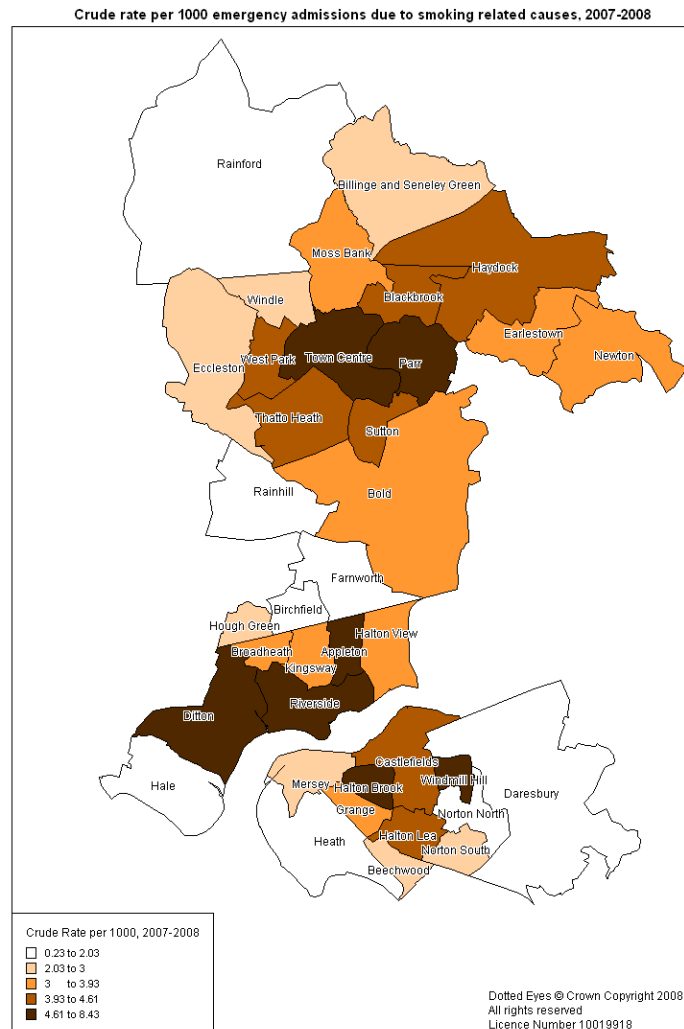 Crude rate per 1000 emergency admissions due to smoking related causes, 2007-2008
Rainford
Billinge and Seneley Green
Moss Bank
Haydock
Windle
Blackbrook
Earlestown
West Park
Town Centre
Parr
Newton
Eccleston
Thatto Heath
Sutton
Rainhill
Bold
Farnworth
Birchfield
Hough Green
Halton View
Broadheath
Appleton
Kingsway
Riverside
Ditton
Castlefields
Hale
Mersey
Halton Brook
Windmill Hill
Daresbury
Grange
Norton North
Heath
Halton Lea
Norton South
Beechwood
Crude Rate per 1000, 2007-2008
0.23 to 2.03
2.03 to 3
3 to 3.93
3.93 to 4.61
4.61 to 8.43
Dotted Eyes © Crown Copyright 2008
All rights reserved
Licence Number 10019918